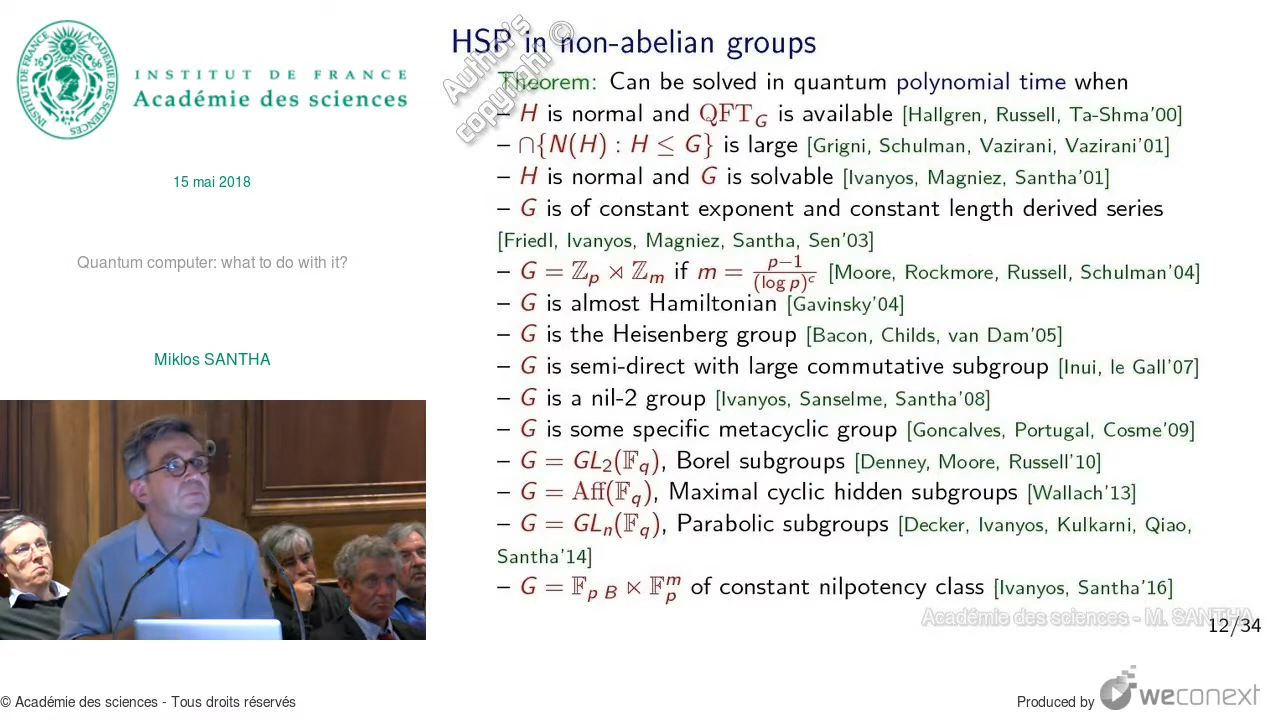 INSTITUT DE FRANCE
Académie des sciences
15 mai 2018
Quantum computer: what to do with it?
Miklos SANTHA
HSP in non-abelian groups
Author's copyright ©
Theorem: Can be solved in quantum polynomial time when
– H is normal and QFT_G is available [Hallgren, Russell, Ta-Shma'00]
– ∩{N(H) : H ≤ G} is large [Grigni, Schulman, Vazirani, Vazirani'01]
– H is normal and G is solvable [Ivanyos, Magniez, Santha'01]
– G is of constant exponent and constant length derived series
[Friedl, Ivanyos, Magniez, Santha, Sen'03]
– G = ℤ_p ⋊ ℤ_m if m = (p−1)/(log p)^c [Moore, Rockmore, Russell, Schulman'04]
– G is almost Hamiltonian [Gavinsky'04]
– G is the Heisenberg group [Bacon, Childs, van Dam'05]
– G is semi-direct with large commutative subgroup [Inui, le Gall'07]
– G is a nil-2 group [Ivanyos, Sanselme, Santha'08]
– G is some specific metacyclic group [Goncalves, Portugal, Cosme'09]
– G = GL_2(𝔽_q), Borel subgroups [Denney, Moore, Russell'10]
– G = Aff(𝔽_q), Maximal cyclic hidden subgroups [Wallach'13]
– G = GL_n(𝔽_q), Parabolic subgroups [Decker, Ivanyos, Kulkarni, Qiao,
Santha'14]
– G = 𝔽_p _B⋉ 𝔽_p^m of constant nilpotency class [Ivanyos, Santha'16]
Académie des sciences - M. SANTHA
12/34
© Académie des sciences - Tous droits réservés
Produced by weconext